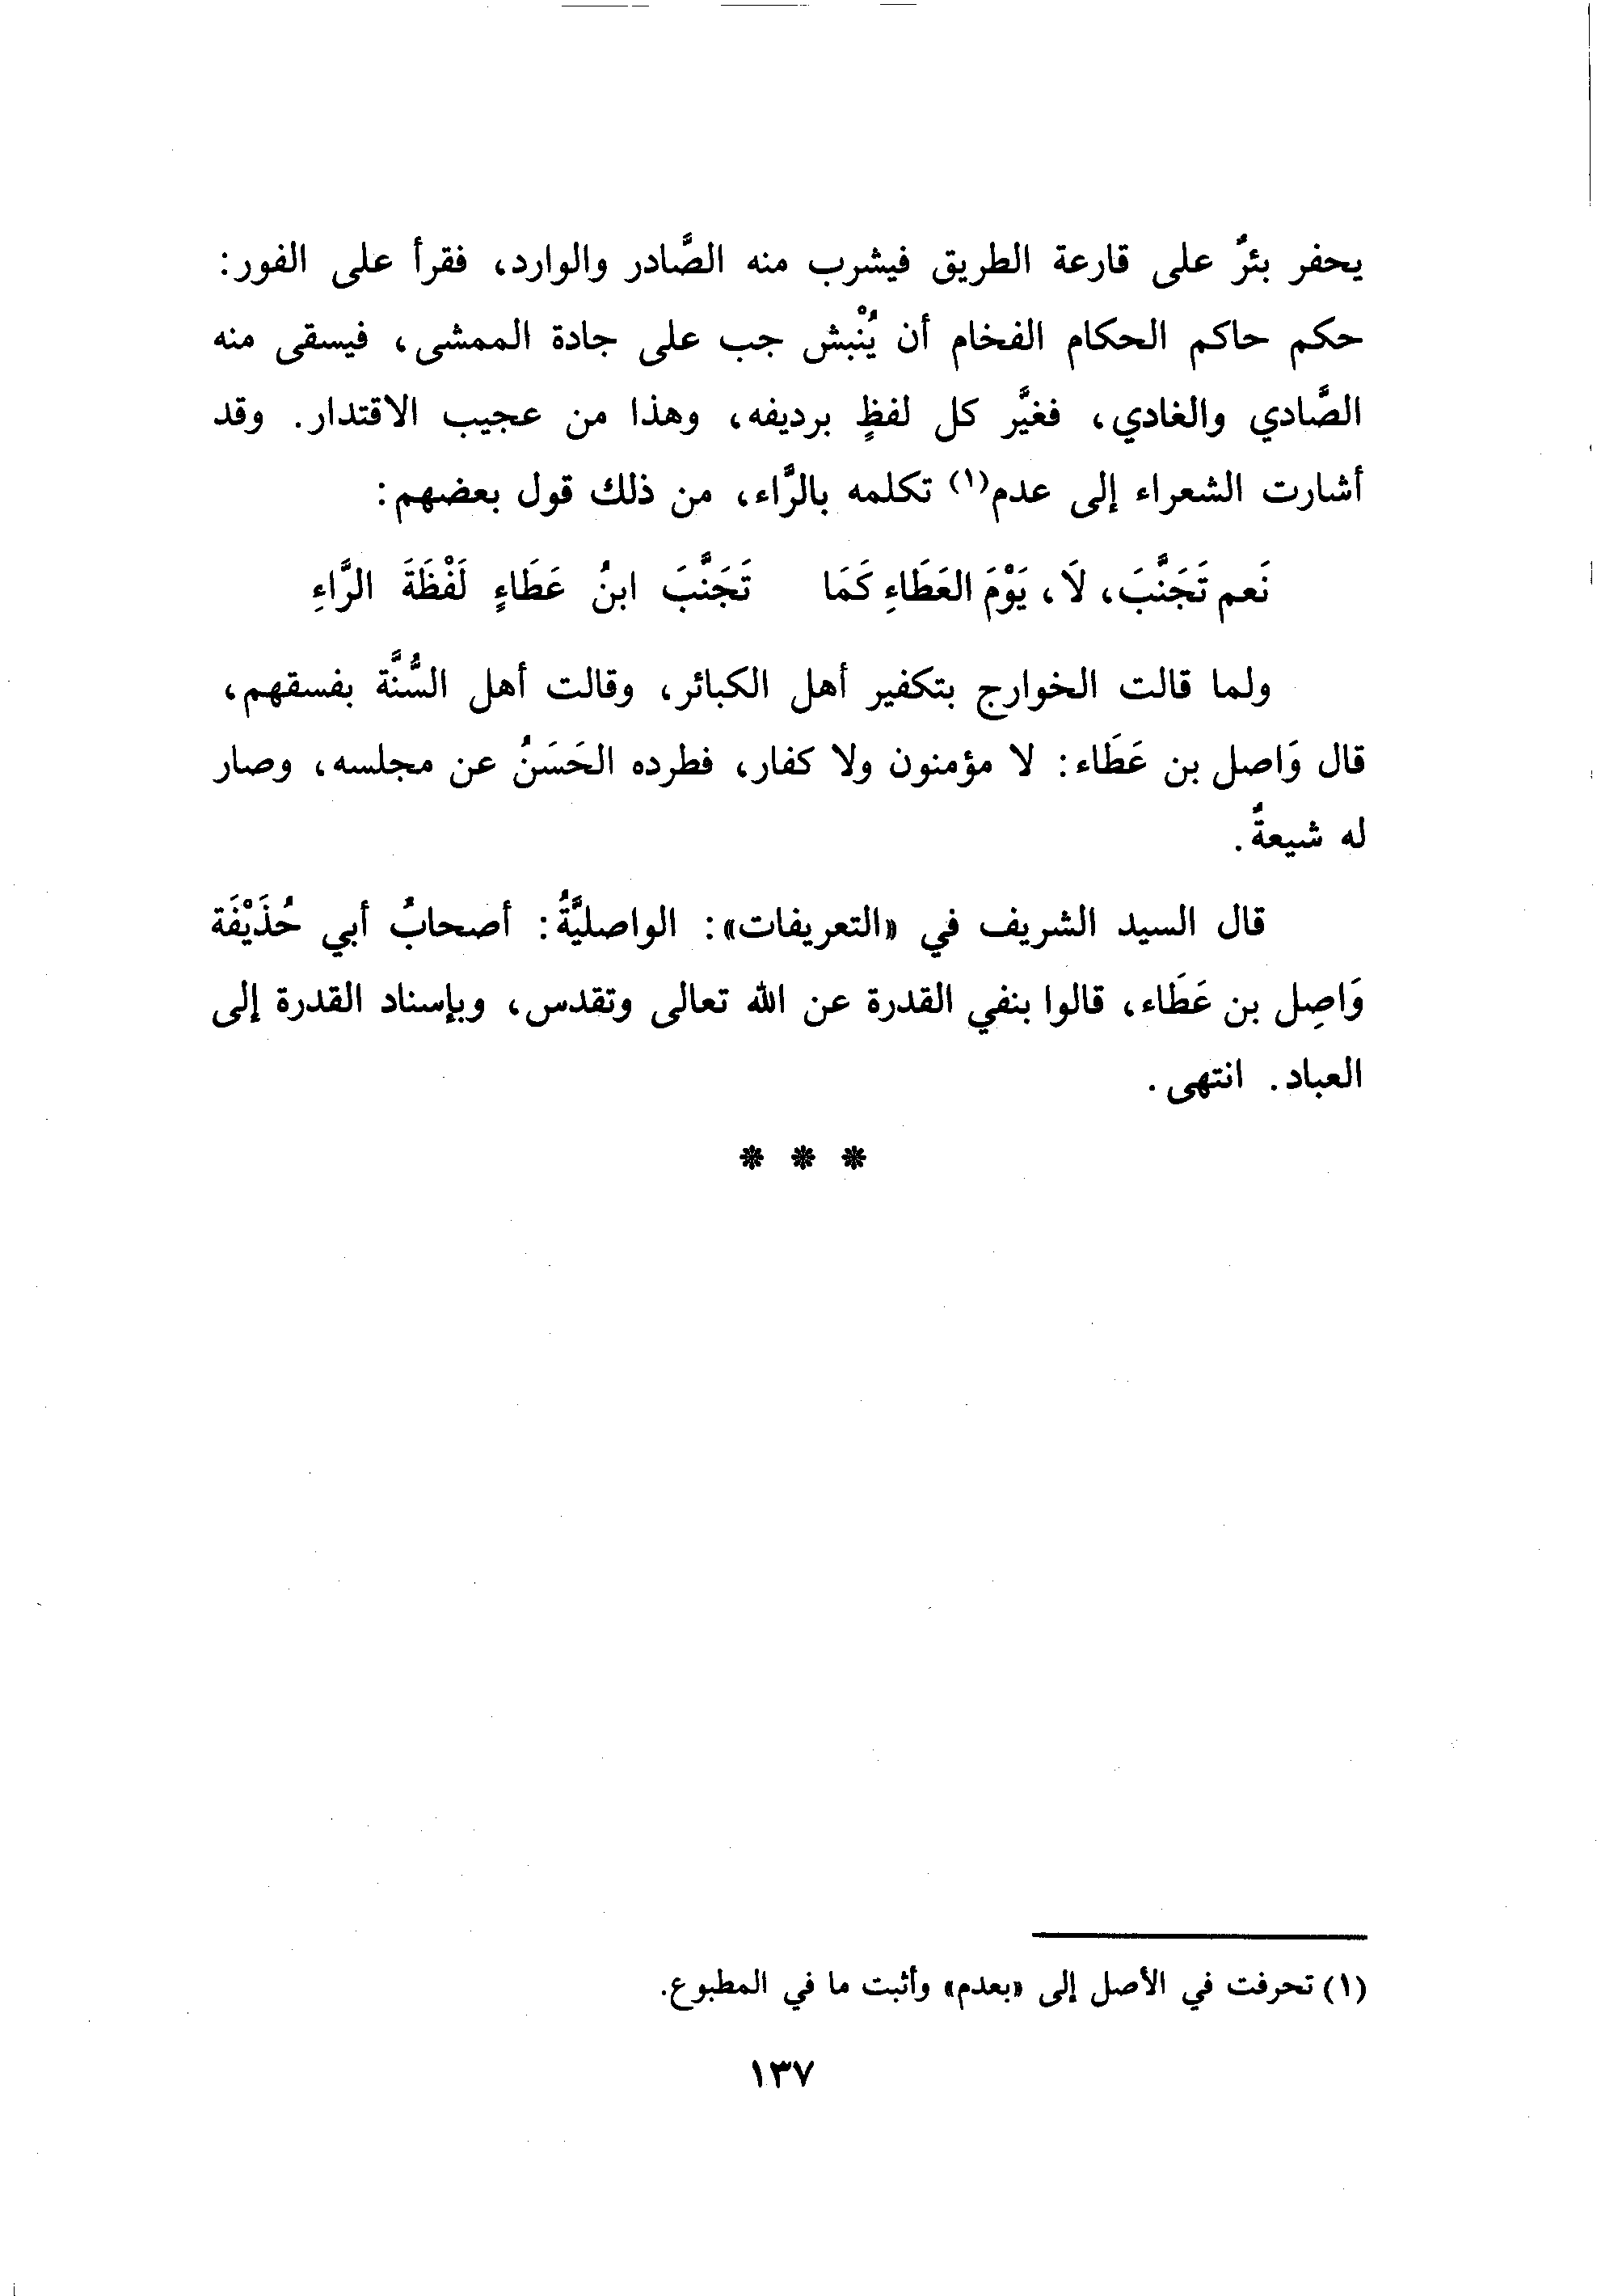 يحفر بئرٌ على قارعة الطريق فيشرب منه الصَّادر والوارد، فقرأ على الفور:
حكم حاكم الحكام الفخام أن يُنْبش جب على جادة الممشى، فيسقى منه
الصَّادي والغادي، فغيَّر كل لفظٍ برديفه، وهذا من عجيب الاقتدار. وقد
أشارت الشعراء إلى عدم(١) تكلمه بالرَّاء، من ذلك قول بعضهم:
نَعم تَجَنَّبَ، لَا، يَوْمَ العَطَاءِ كَمَا تَجَنَّبَ ابنُ عَطَاءٍ لَفْظَةَ الرَّاءِ
ولما قالت الخوارج بتكفير أهل الكبائر، وقالت أهل السُّنَّة بفسقهم،
قال وَاصل بن عَطَاء: لا مؤمنون ولا كفار، فطرده الحَسَنُ عن مجلسه، وصار
له شيعةٌ.
قال السيد الشريف في «التعريفات»: الواصليَّةُ: أصحابُ أبي حُذَيْفَة
وَاصِل بن عَطَاء، قالوا بنفي القدرة عن الله تعالى وتقدس، وبإسناد القدرة إلى
العباد. انتهى.
* * *
(١) تحرفت في الأصل إلى «بعدم» وأثبت ما في المطبوع.
١٣٧